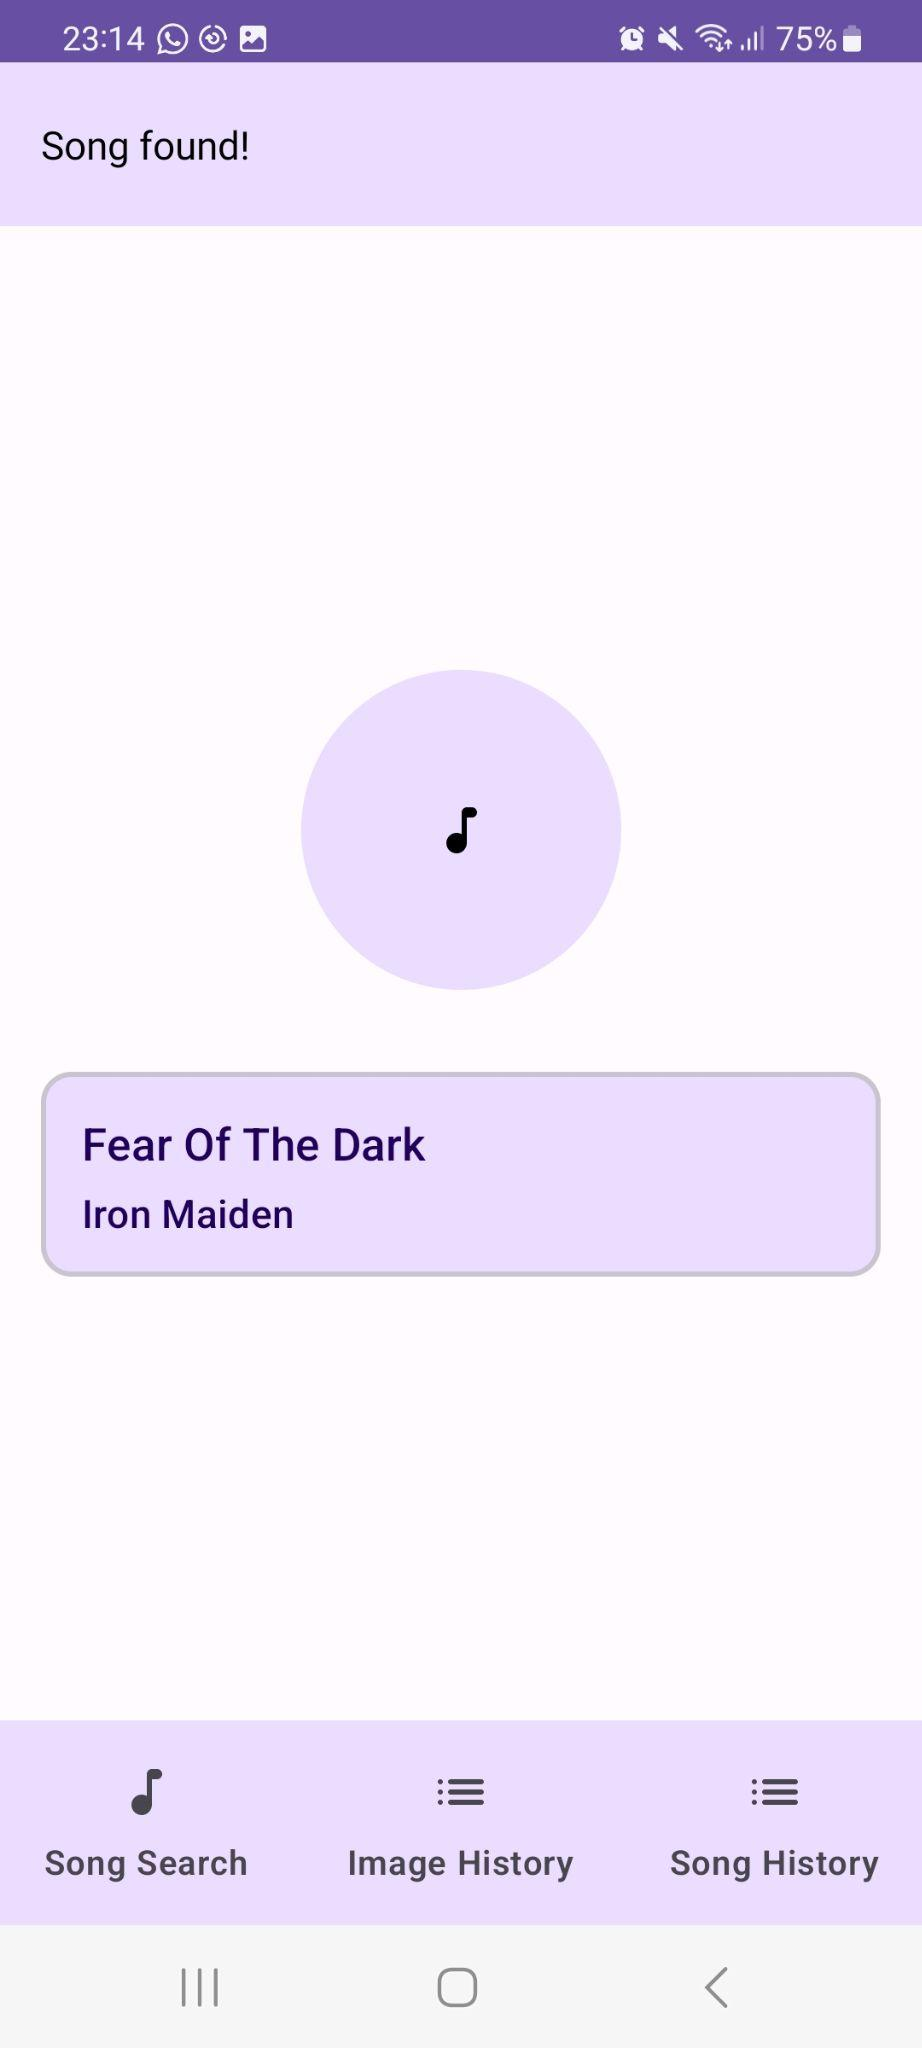 23:14 75%
Song found!
Fear Of The Dark
Iron Maiden
Song Search Image History Song History